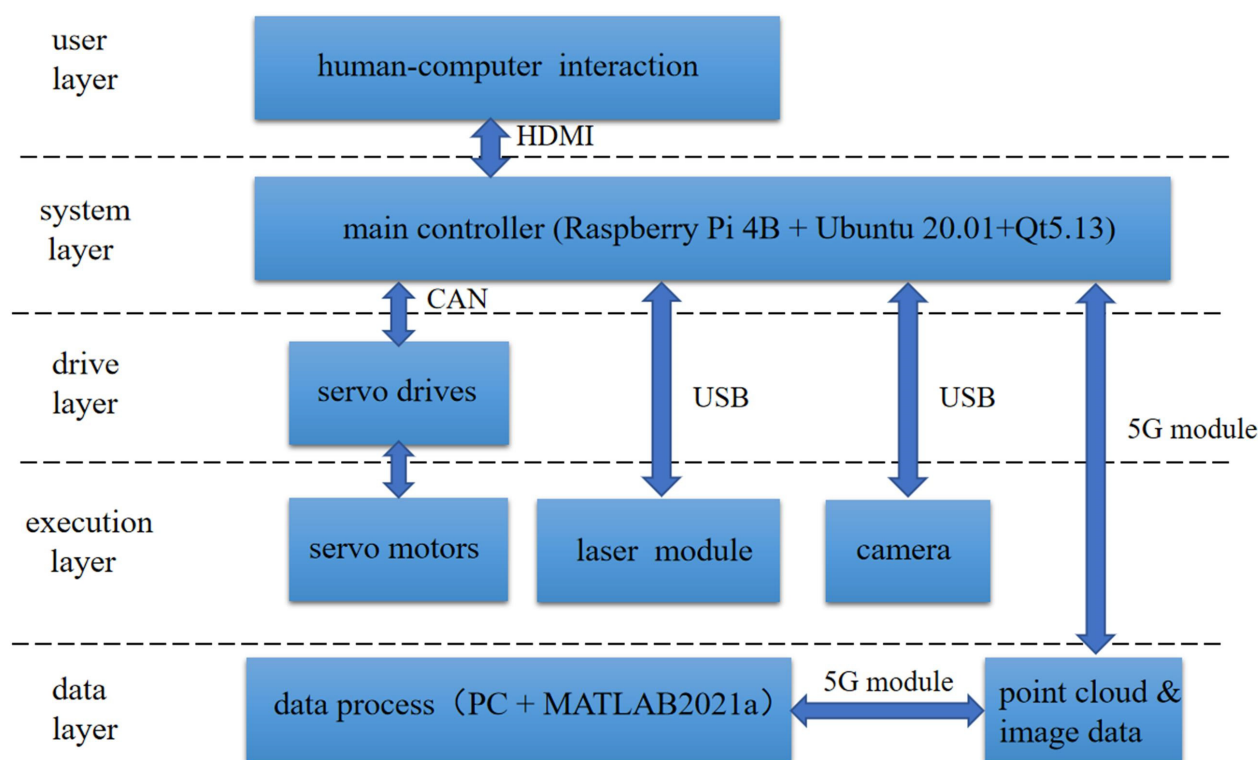 user
layer
human-computer interaction
HDMI
system
layer
main controller (Raspberry Pi 4B + Ubuntu 20.01+Qt5.13)
CAN
drive
layer
servo drives
USB
USB
5G module
execution
layer
servo motors
laser module
camera
data
layer
data process（PC + MATLAB2021a）
5G module
point cloud &
image data